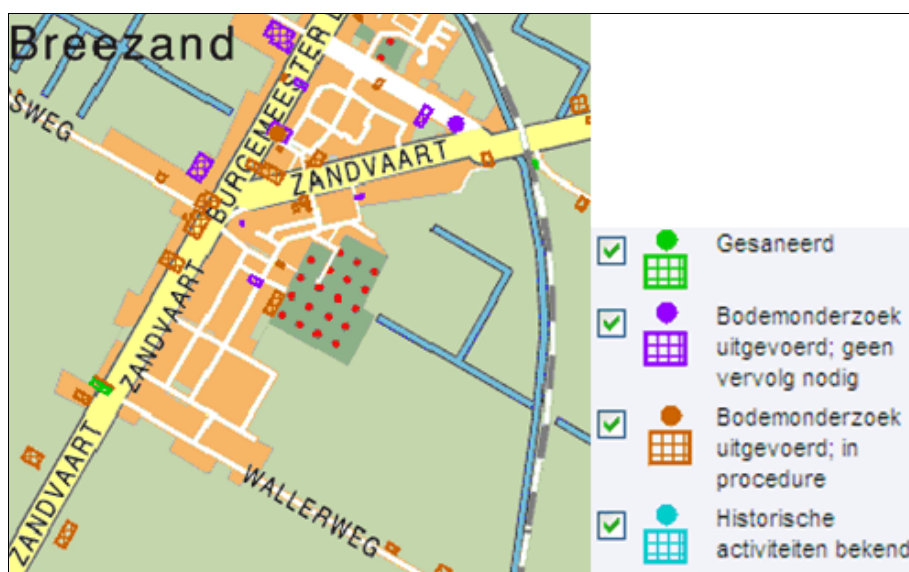 Breezand
SWEG
BURGEMEESTER
ZANDVAART
ZANDVAART
ZANDVAART
WALLERWEG
Gesaneerd
Bodemonderzoek
uitgevoerd; geen
vervolg nodig
Bodemonderzoek
uitgevoerd; in
procedure
Historische
activiteiten bekend